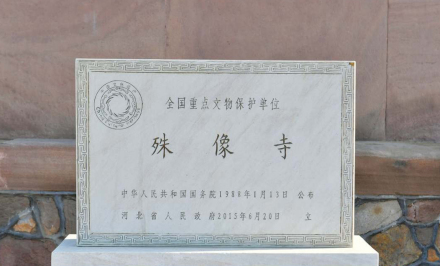 全国重点文物保护单位
殊像寺
中华人民共和国国务院1988年1月13日 公布
河北省人民政府2013年6月20日 立